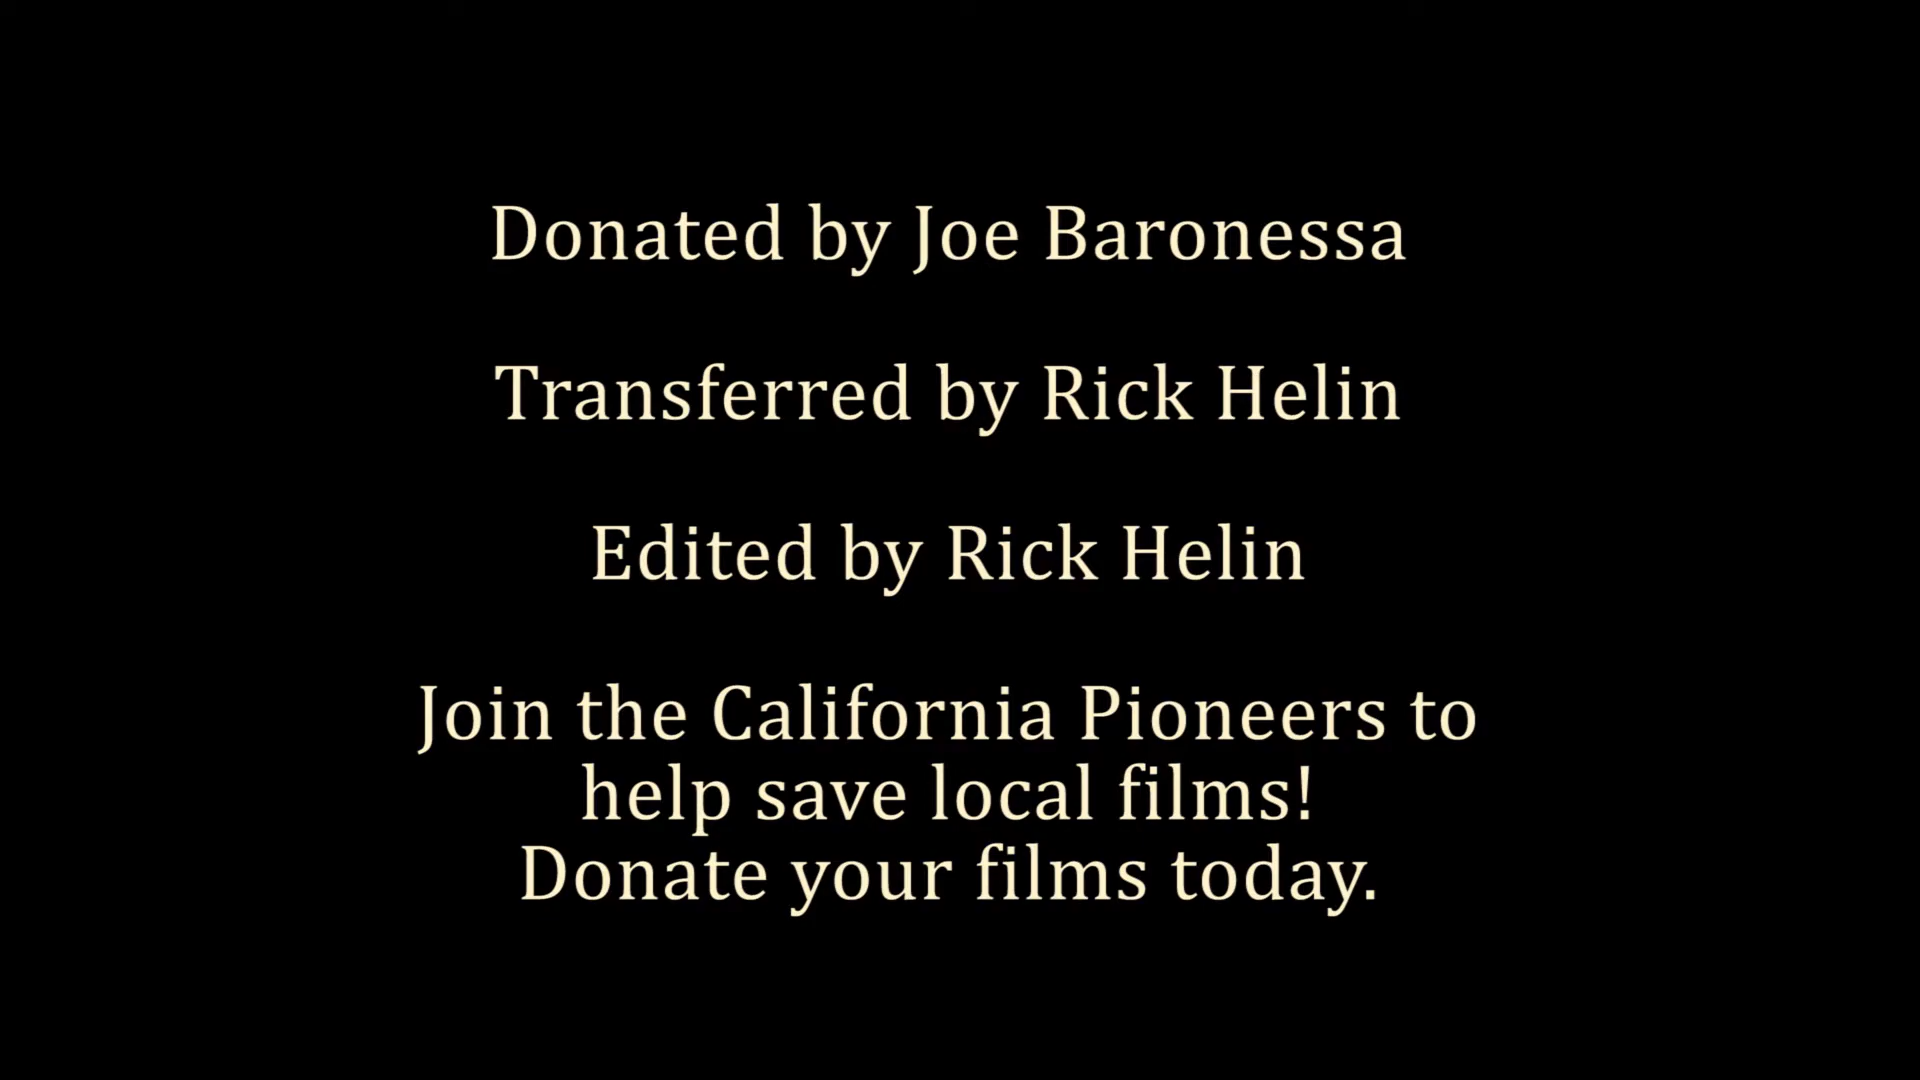 Donated by Joe Baronessa
Transferred by Rick Helin
Edited by Rick Helin
Join the California Pioneers to
help save local films!
Donate your films today.